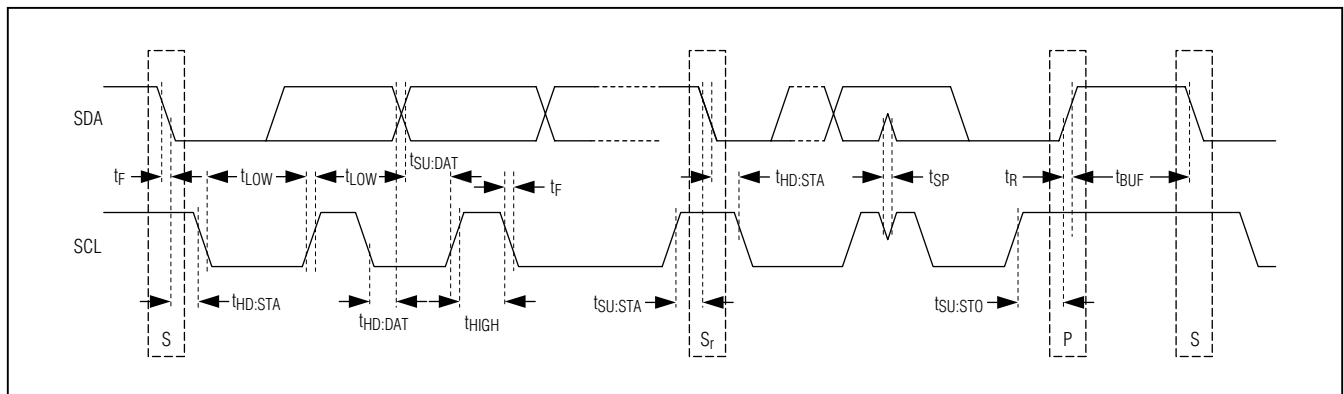 SDA
tF
tLOW
tLOW
tSU:DAT
tF
tHD:STA
tSP
tR
tBUF
SCL
tHD:STA
tHD:DAT
tHIGH
tSU:STA
tSU:STO
S
Sr
P
S